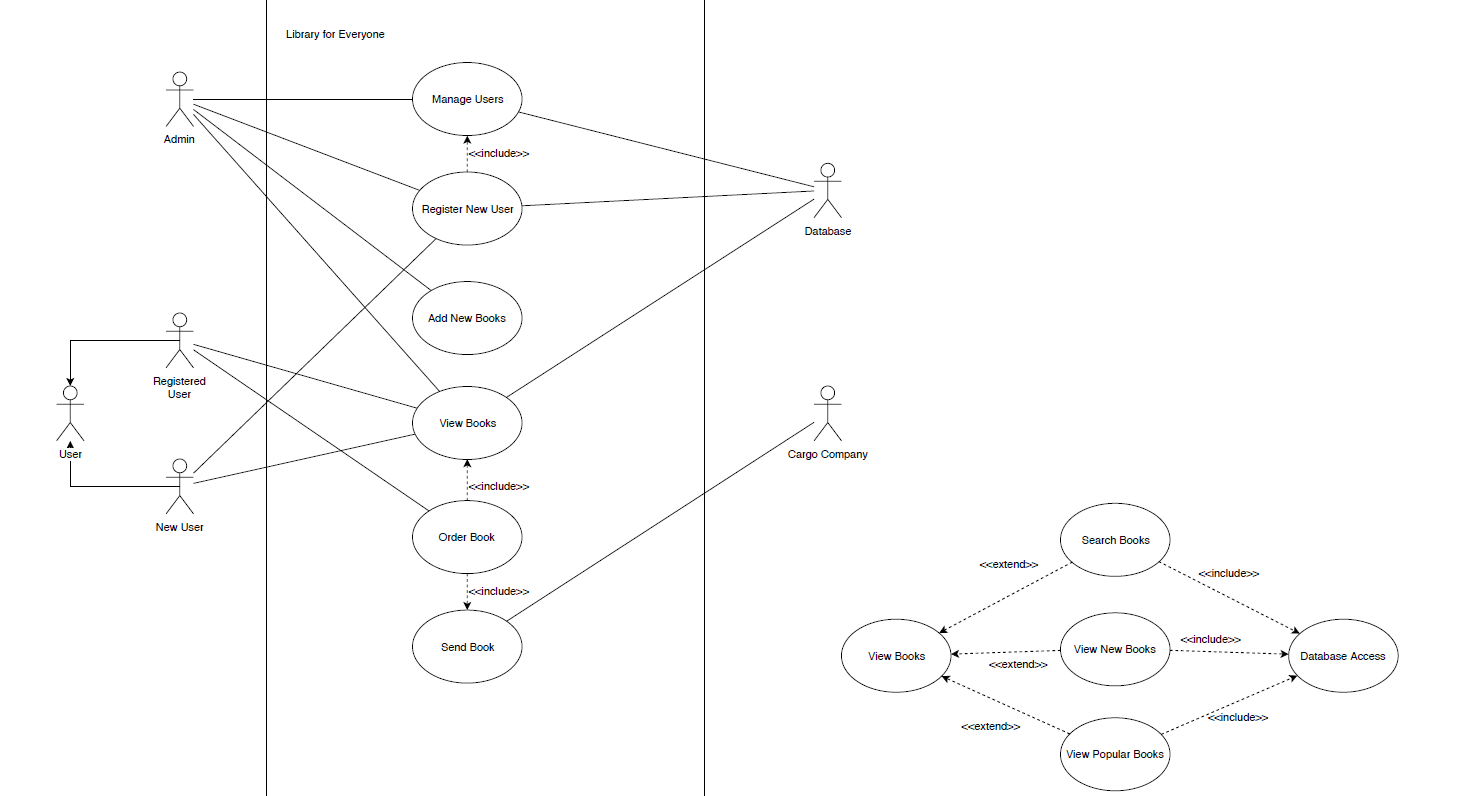 Library for Everyone
Admin
Manage Users
<<include>>
Register New User
Database
Add New Books
Registered
User
User
View Books
Cargo Company
<<include>>
New User
Order Book
<<include>>
Send Book
Search Books
<<extend>>
<<include>>
View Books
View New Books
<<include>>
Database Access
<<extend>>
<<extend>>
<<include>>
View Popular Books